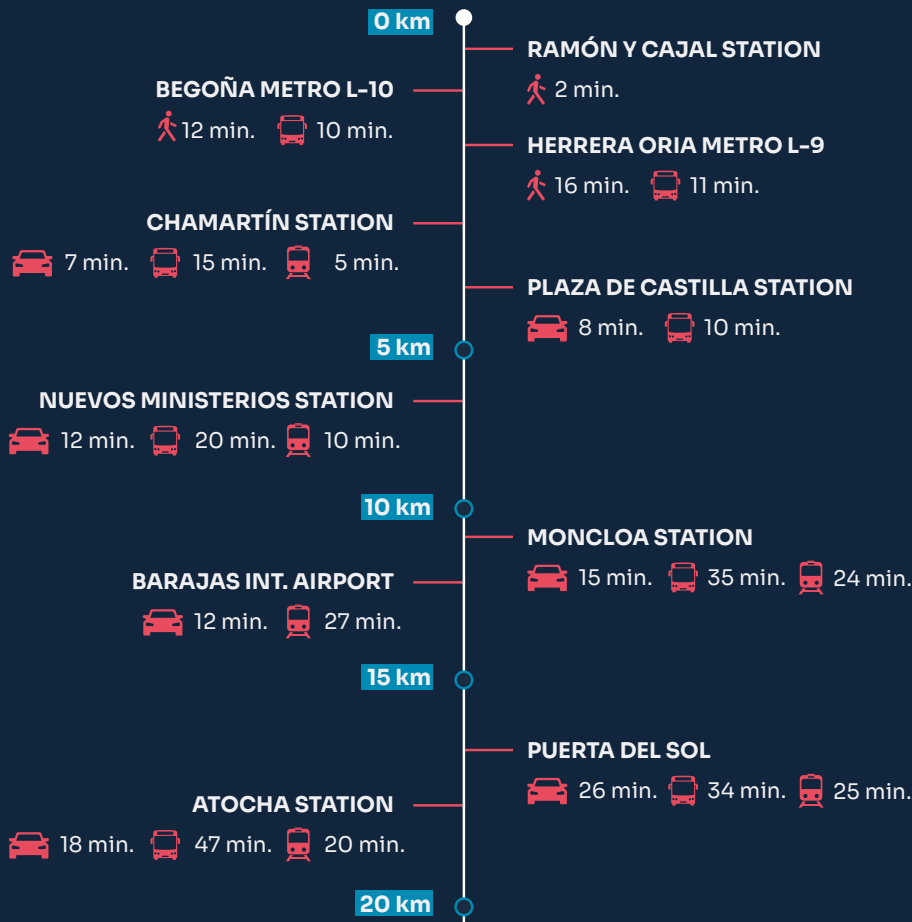 0 km
RAMÓN Y CAJAL STATION
2 min.
BEGOÑA METRO L-10
12 min. 10 min.
HERRERA ORIA METRO L-9
16 min. 11 min.
CHAMARTÍN STATION
7 min. 15 min. 5 min.
PLAZA DE CASTILLA STATION
8 min. 10 min.
5 km
NUEVOS MINISTERIOS STATION
12 min. 20 min. 10 min.
10 km
MONCLOA STATION
15 min. 35 min. 24 min.
BARAJAS INT. AIRPORT
12 min. 27 min.
15 km
PUERTA DEL SOL
26 min. 34 min. 25 min.
ATOCHA STATION
18 min. 47 min. 20 min.
20 km